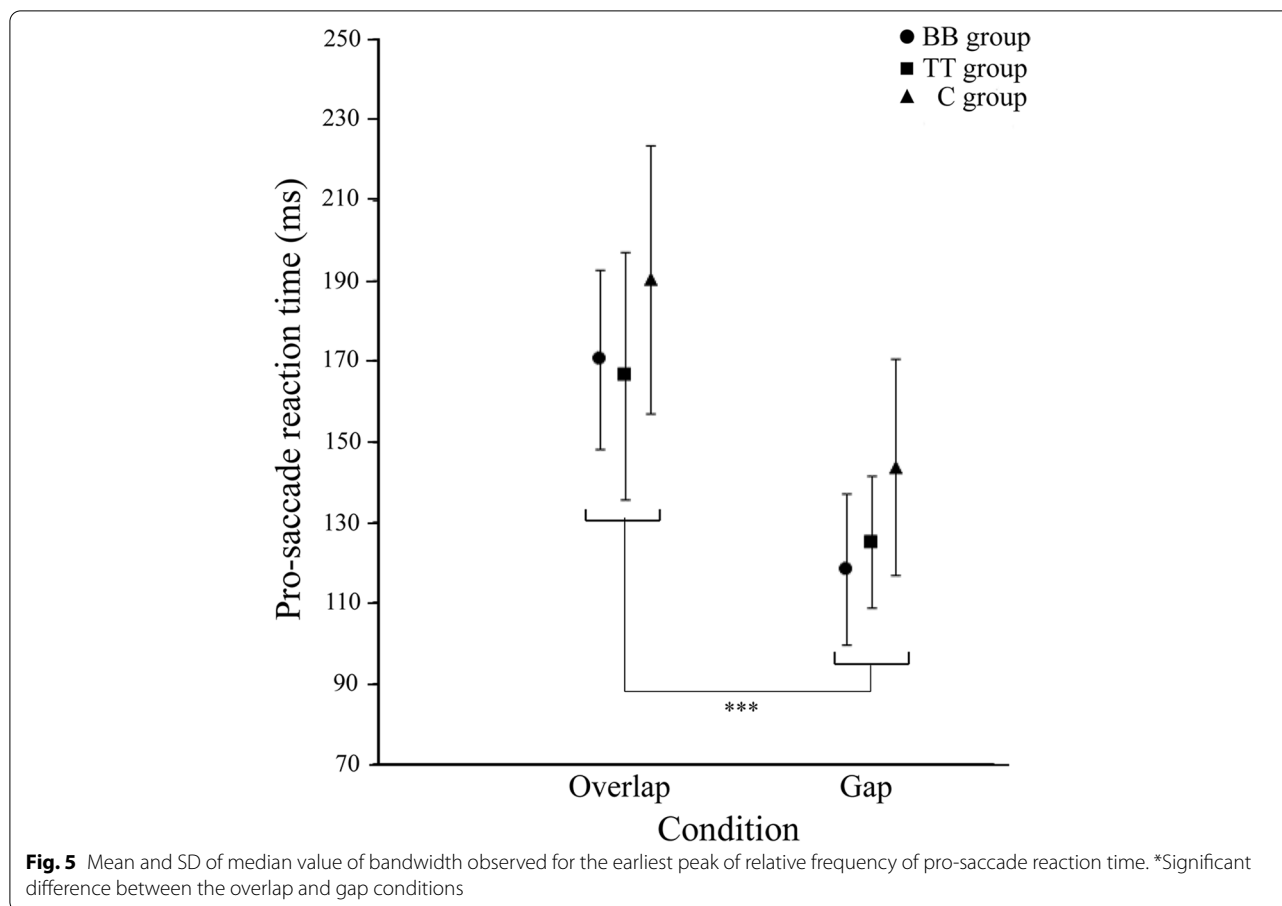 250
230
210
190
170
150
130
110
90
70
Pro-saccade reaction time (ms)
BB group
TT group
C group
***
Overlap
Gap
Condition
Fig. 5 Mean and SD of median value of bandwidth observed for the earliest peak of relative frequency of pro-saccade reaction time. *Significant
difference between the overlap and gap conditions